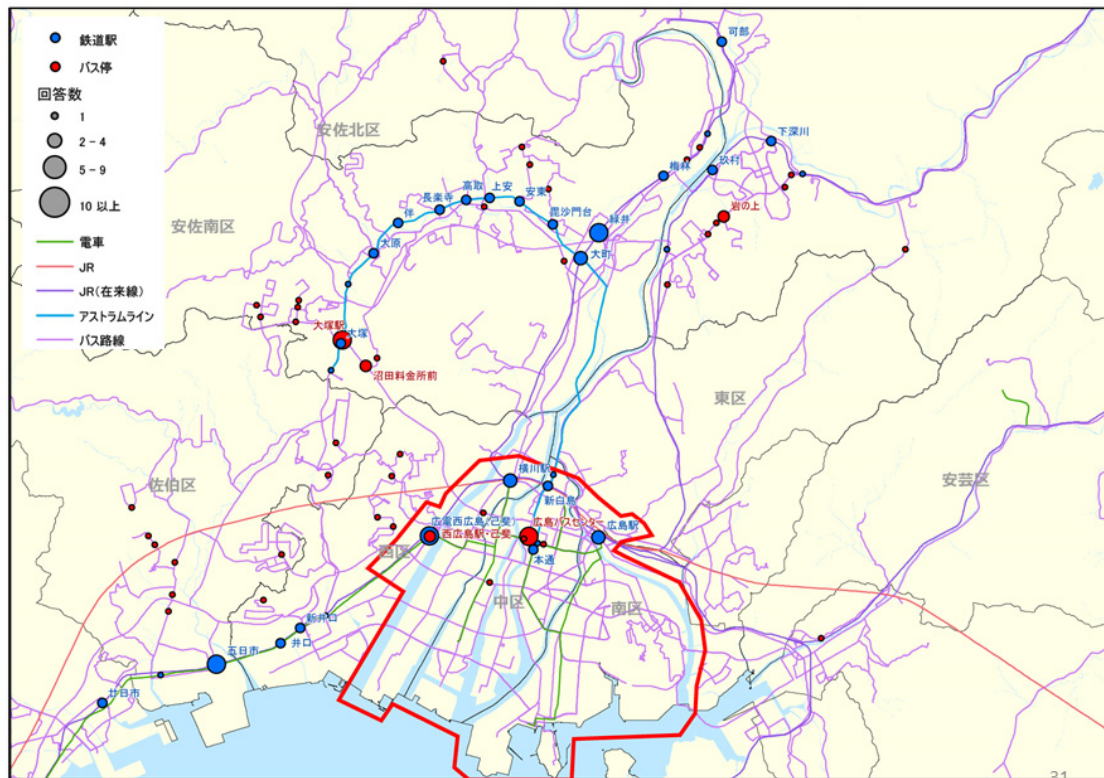 鉄道駅
バス停
回答数
1
2 - 4
5 - 9
10 以上
電車
JR
JR(在来線)
アストラムライン
バス路線
可部
安佐北区
下深川
玖村
梅林
高取
上安
長楽寺
安東
岩の上
伴
毘沙門台
緑井
安佐南区
大原
大町
大塚駅
大塚
沼田料金所前
東区
横川駅
安芸区
佐伯区
新白島
広電西広島・己斐
広島バスセンター
広島駅
西広島駅・己斐
西区
本通
中区
南区
新井口
井口
五日市
廿日市
31